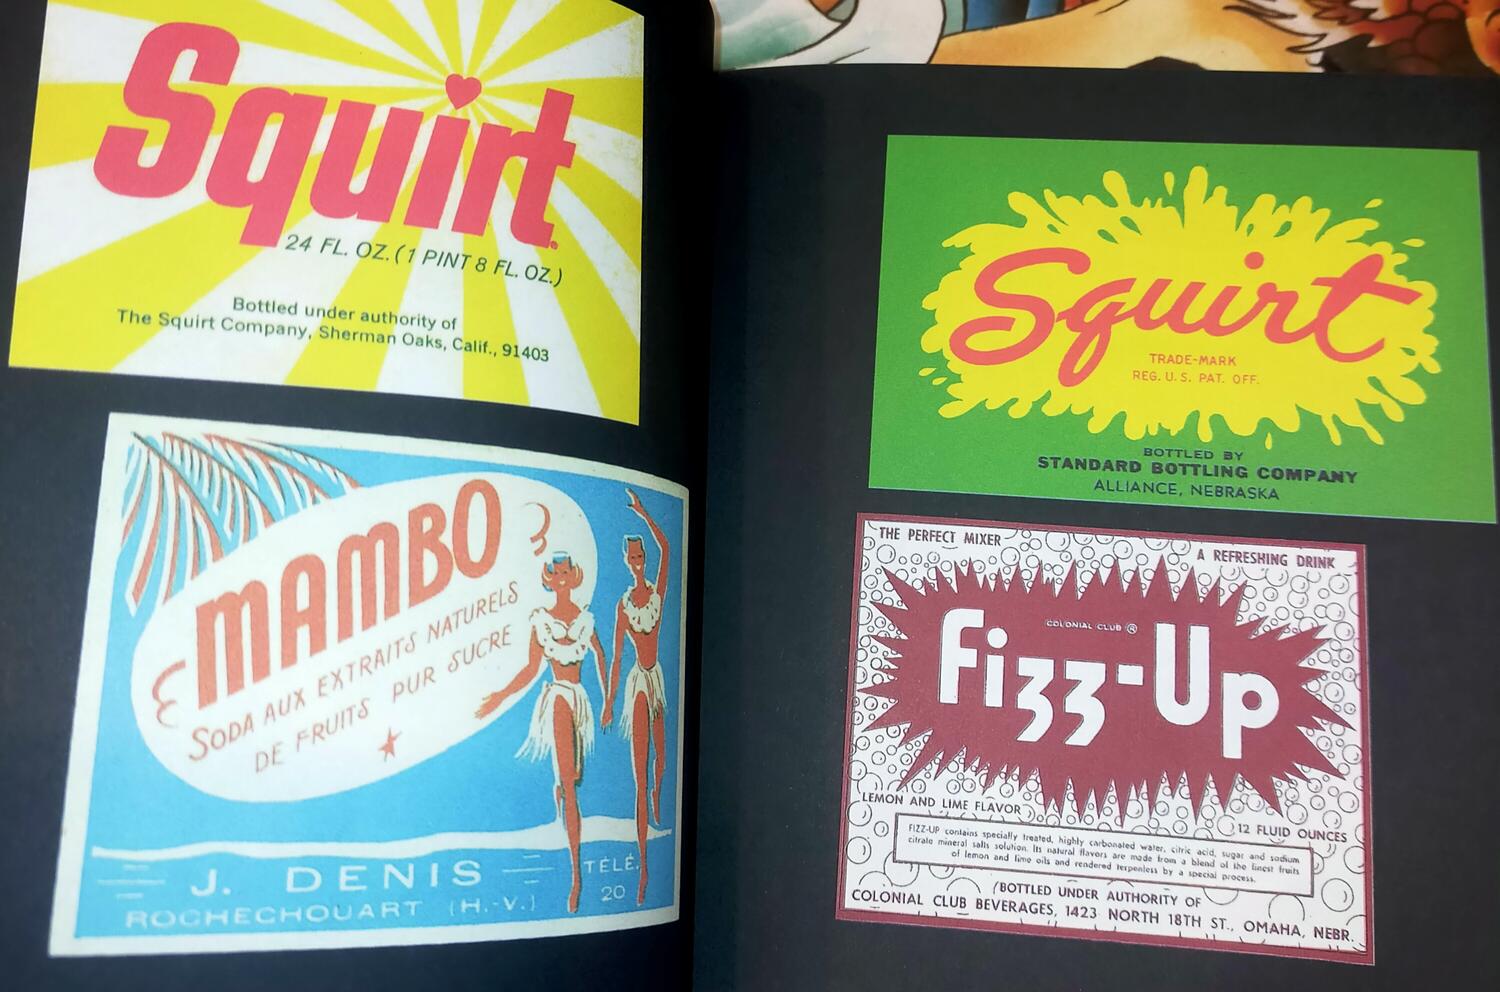 Squirt
24 FL. OZ. (1 PINT 8 FL. OZ.)
Bottled under authority of
The Squirt Company, Sherman Oaks, Calif., 91403
MAMBO
SODA AUX EXTRAITS NATURELS
DE FRUITS PUR SUCRE
J. DENIS
ROCHECHOUART (H.-V.)
TÉLÉ.
20
Squirt
TRADE-MARK
REG. U. S. PAT. OFF.
BOTTLED BY
STANDARD BOTTLING COMPANY
ALLIANCE, NEBRASKA
THE PERFECT MIXER
A REFRESHING DRINK
COLONIAL CLUB ®
Fizz-Up
LEMON AND LIME FLAVOR
12 FLUID OUNCES
FIZZ-UP contains specially treated, highly carbonated water, citric acid, sugar and sodium
citrate mineral salts solution. Its natural flavors are made from a blend of the finest fruits
of lemon and lime oils and rendered terpenless by a special process.
BOTTLED UNDER AUTHORITY OF
COLONIAL CLUB BEVERAGES, 1423 NORTH 18TH ST., OMAHA, NEBR.